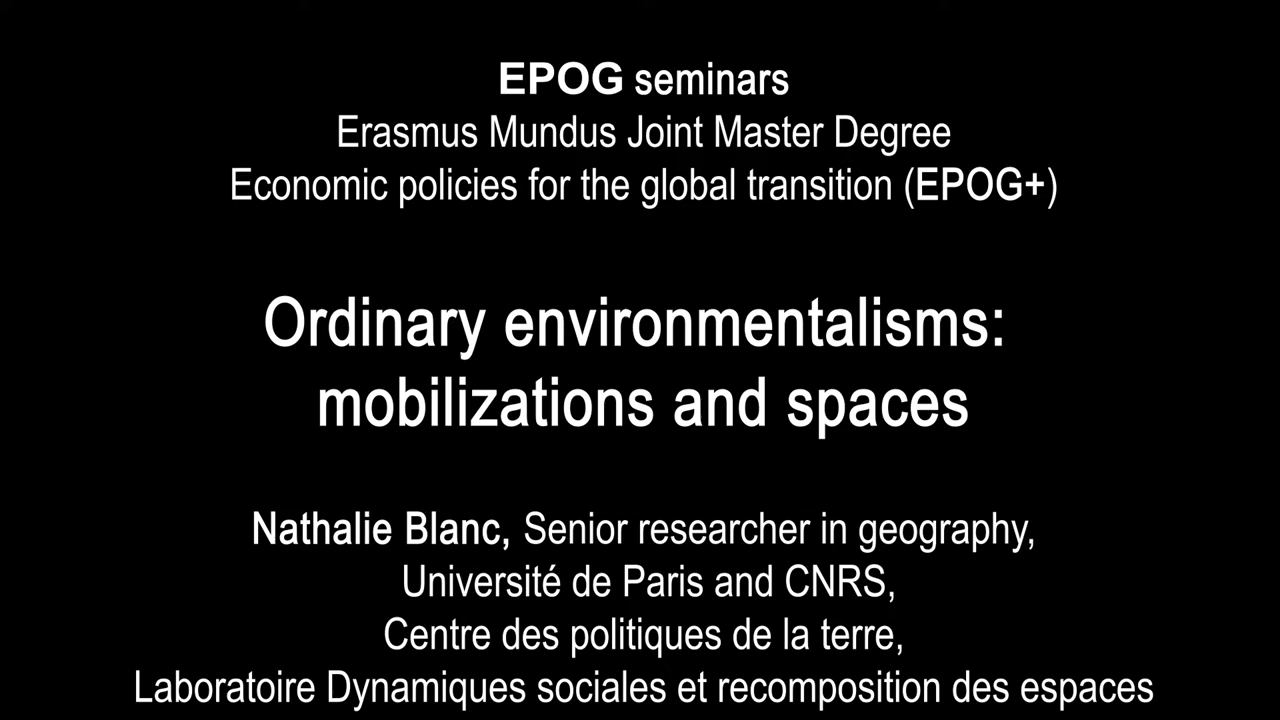 EPOG seminars
Erasmus Mundus Joint Master Degree
Economic policies for the global transition (EPOG+)
Ordinary environmentalisms:
mobilizations and spaces
Nathalie Blanc, Senior researcher in geography,
Université de Paris and CNRS,
Centre des politiques de la terre,
Laboratoire Dynamiques sociales et recomposition des espaces